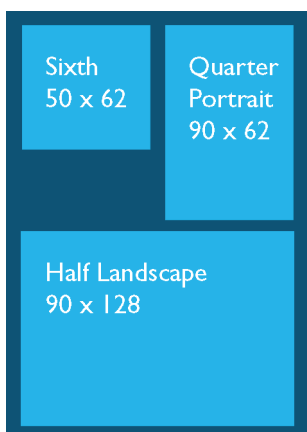 Sixth
50 x 62
Quarter
Portrait
90 x 62
Half Landscape
90 x 128